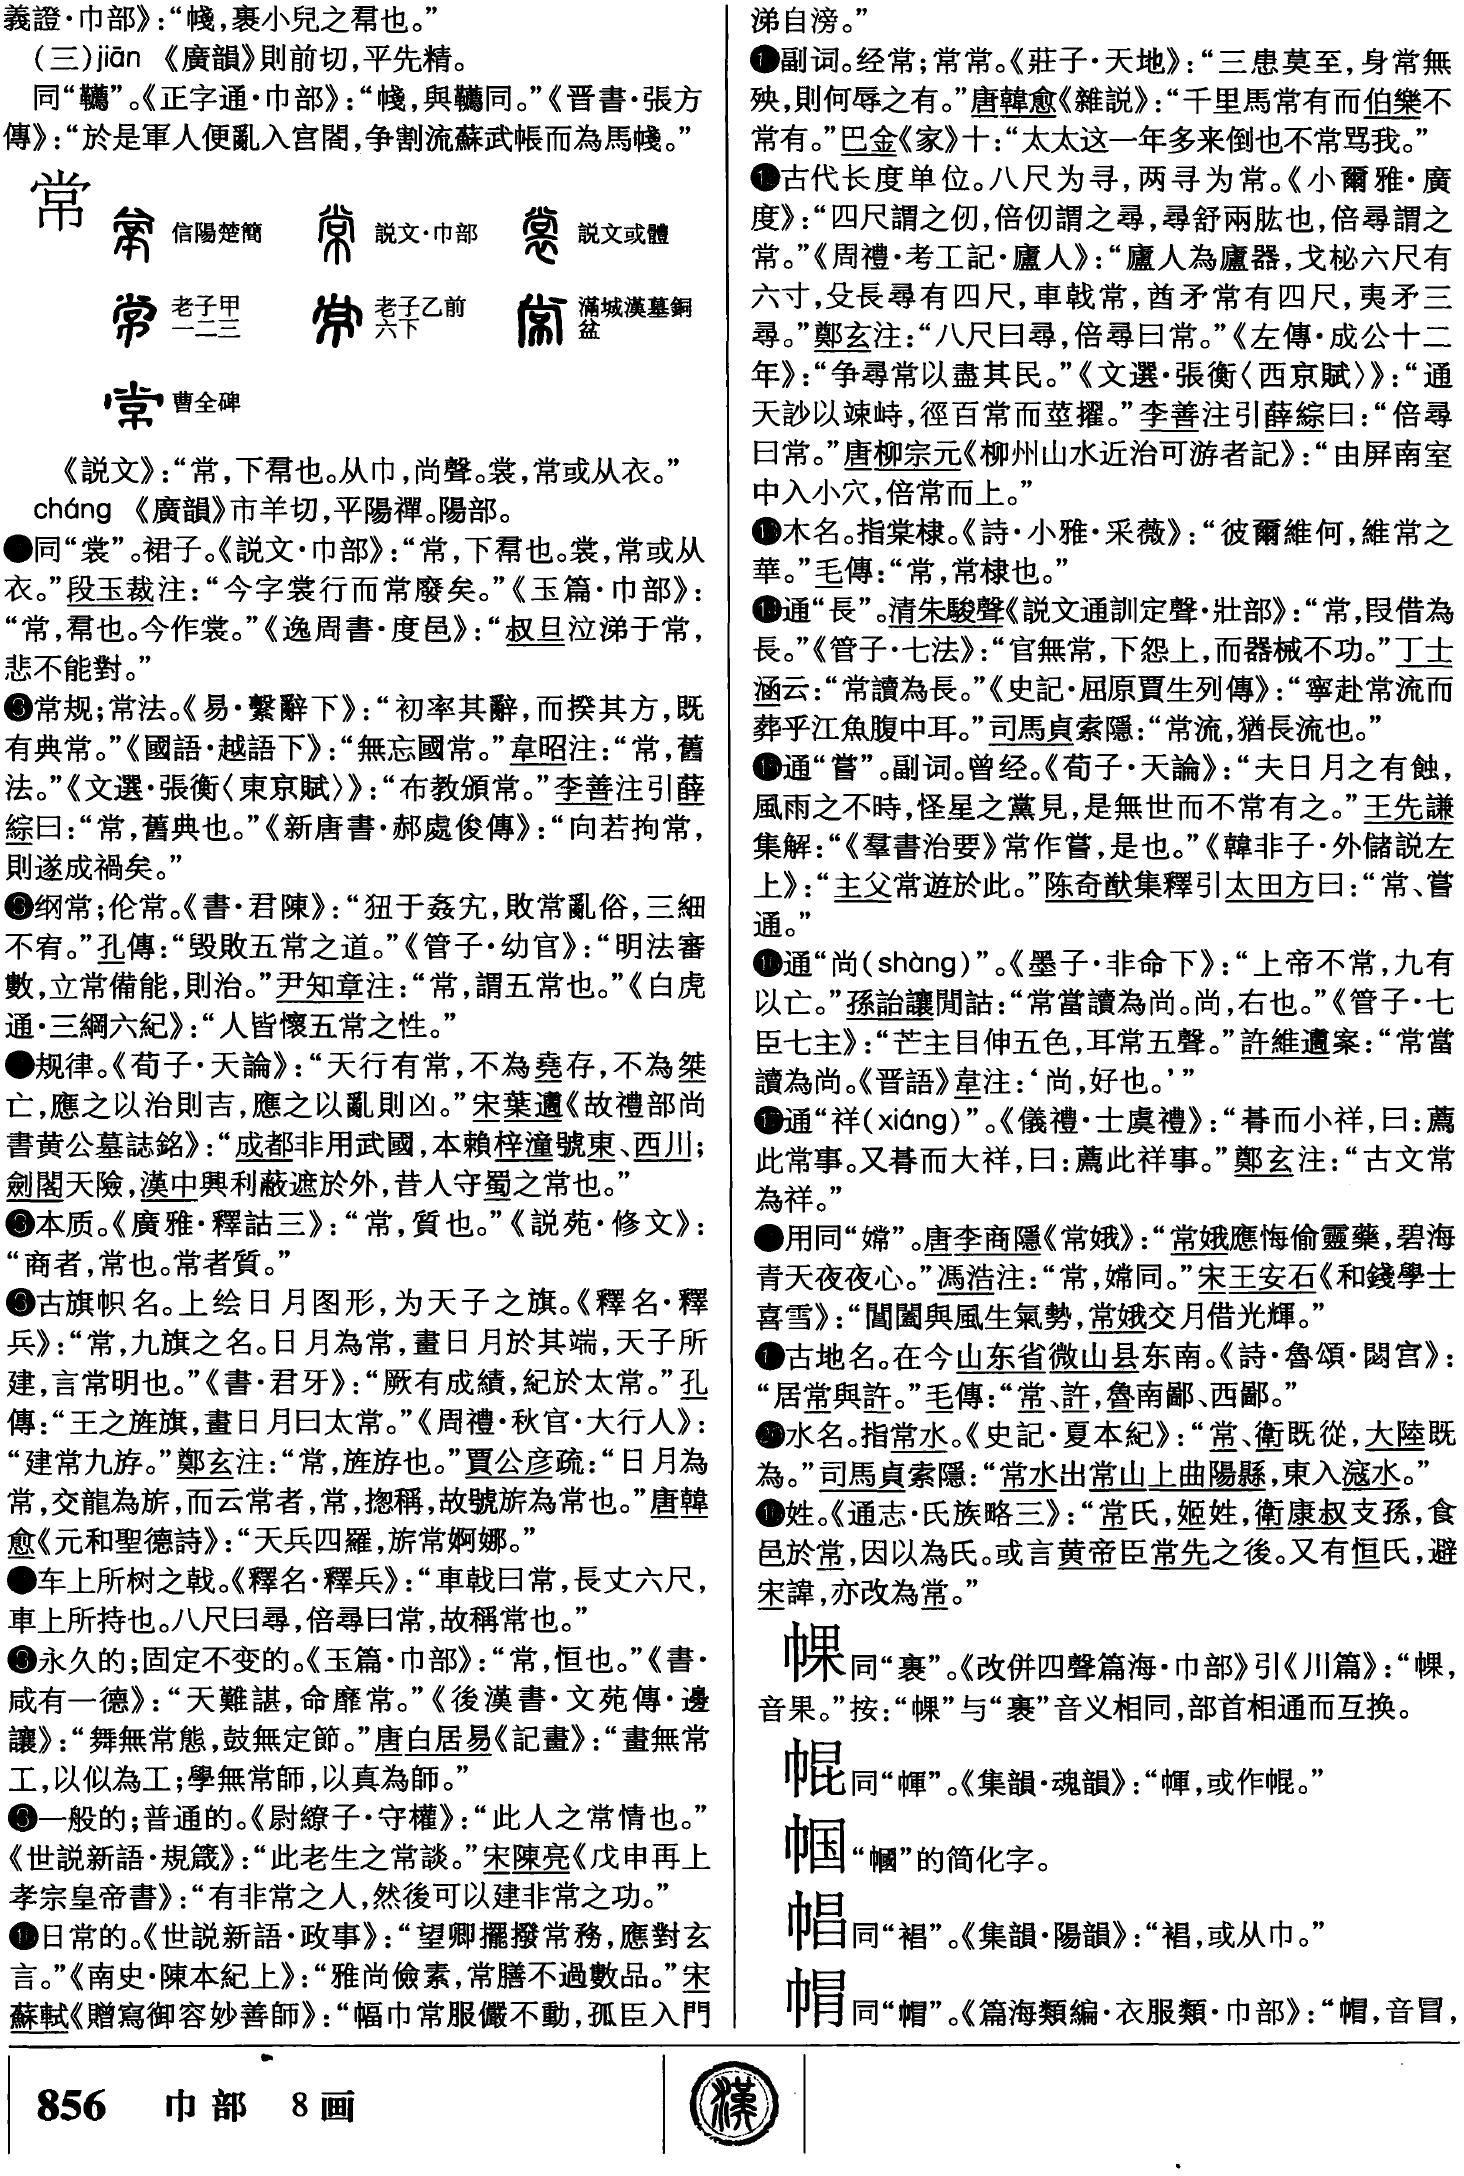 義證·巾部》：“帴，裹小兒之帬也。”
(三)jiān 《廣韻》則前切，平先精。
同“韉”。《正字通·巾部》：“帴，與韉同。”《晋書·張方
傳》：“於是軍人便亂入宫閤，争割流蘇武帳而為馬帴。”
常
信陽楚簡 説文·巾部 説文或體
老子甲一二三 老子乙前六下 滿城漢墓銅盆
曹全碑
《説文》：“常，下帬也。从巾，尚聲。裳，常或从衣。”
cháng 《廣韻》市羊切，平陽禪。陽部。
同“裳”。裙子。《説文·巾部》：“常，下帬也。裳，常或从
衣。”段玉裁注：“今字裳行而常廢矣。”《玉篇·巾部》：
“常，帬也。今作裳。”《逸周書·度邑》：“叔旦泣涕于常，
悲不能對。”
常规；常法。《易·繫辭下》：“初率其辭，而揆其方，既
有典常。”《國語·越語下》：“無忘國常。”韋昭注：“常，舊
法。”《文選·張衡〈東京賦〉》：“布教頒常。”李善注引薛
綜曰：“常，舊典也。”《新唐書·郝處俊傳》：“向若拘常，
則遂成禍矣。”
纲常；伦常。《書·君陳》：“狃于姦宄，敗常亂俗，三細
不宥。”孔傳：“毁敗五常之道。”《管子·幼官》：“明法審
數，立常備能，則治。”尹知章注：“常，謂五常也。”《白虎
通·三綱六紀》：“人皆懷五常之性。”
规律。《荀子·天論》：“天行有常，不為堯存，不為桀
亡，應之以治則吉，應之以亂則凶。”宋葉適《故禮部尚
書黄公墓誌銘》：“成都非用武國，本賴梓潼號東、西川；
劍閣天險，漢中興利蔽遮於外，昔人守蜀之常也。”
本质。《廣雅·釋詁三》：“常，質也。”《説苑·修文》：
“商者，常也。常者質。”
古旗帜名。上绘日月图形，为天子之旗。《釋名·釋
兵》：“常，九旗之名。日月為常，畫日月於其端，天子所
建，言常明也。”《書·君牙》：“厥有成績，紀於太常。”孔
傳：“王之旌旗，畫日月曰太常。”《周禮·秋官·大行人》：
“建常九斿。”鄭玄注：“常，旌斿也。”賈公彦疏：“日月為
常，交龍為旂，而云常者，常，揔稱，故號旂為常也。”唐韓
愈《元和聖德詩》：“天兵四羅，旂常婀娜。”
车上所树之戟。《釋名·釋兵》：“車戟曰常，長丈六尺，
車上所持也。八尺曰尋，倍尋曰常，故稱常也。”
永久的；固定不变的。《玉篇·巾部》：“常，恒也。”《書·
咸有一德》：“天難諶，命靡常。”《後漢書·文苑傳·邊
讓》：“舞無常態，鼓無定節。”唐白居易《記畫》：“畫無常
工，以似為工；學無常師，以真為師。”
一般的；普通的。《尉繚子·守權》：“此人之常情也。”
《世説新語·規箴》：“此老生之常談。”宋陳亮《戊申再上
孝宗皇帝書》：“有非常之人，然後可以建非常之功。”
日常的。《世説新語·政事》：“望卿擺撥常務，應對玄
言。”《南史·陳本紀上》：“雅尚儉素，常膳不過數品。”宋
蘇軾《贈寫御容妙善師》：“幅巾常服儼不動，孤臣入門
涕自滂。”
副词。经常；常常。《莊子·天地》：“三患莫至，身常無
殃，則何辱之有。”唐韓愈《雜説》：“千里馬常有而伯樂不
常有。”巴金《家》十：“太太这一年多来倒也不常骂我。”
古代长度单位。八尺为寻，两寻为常。《小爾雅·廣
度》：“四尺謂之仞，倍仞謂之尋，尋舒兩肱也，倍尋謂之
常。”《周禮·考工記·廬人》：“廬人為廬器，戈柲六尺有
六寸，殳長尋有四尺，車戟常，酋矛常有四尺，夷矛三
尋。”鄭玄注：“八尺曰尋，倍尋曰常。”《左傳·成公十二
年》：“争尋常以盡其民。”《文選·張衡〈西京賦〉》：“通
天訬以竦峙，徑百常而莖擢。”李善注引薛綜曰：“倍尋
曰常。”唐柳宗元《柳州山水近治可游者記》：“由屏南室
中入小穴，倍常而上。”
木名。指棠棣。《詩·小雅·采薇》：“彼爾維何，維常之
華。”毛傳：“常，常棣也。”
通“長”。清朱駿聲《説文通訓定聲·壯部》：“常，叚借為
長。”《管子·七法》：“官無常，下怨上，而器械不功。”丁士
涵云：“常讀為長。”《史記·屈原賈生列傳》：“寧赴常流而
葬乎江魚腹中耳。”司馬貞索隱：“常流，猶長流也。”
通“嘗”。副词。曾经。《荀子·天論》：“夫日月之有蝕，
風雨之不時，怪星之黨見，是無世而不常有之。”王先謙
集解：“《羣書治要》常作嘗，是也。”《韓非子·外儲説左
上》：“主父常遊於此。”陈奇猷集釋引太田方曰：“常、嘗
通。”
通“尚(shàng)”。《墨子·非命下》：“上帝不常，九有
以亡。”孫詒讓閒詁：“常當讀為尚。尚，右也。”《管子·七
臣七主》：“芒主目伸五色，耳常五聲。”許維遹案：“常當
讀為尚。《晋語》韋注：‘尚，好也。’”
通“祥(xiáng)”。《儀禮·士虞禮》：“朞而小祥，曰：薦
此常事。又朞而大祥，曰：薦此祥事。”鄭玄注：“古文常
為祥。”
用同“嫦”。唐李商隱《常娥》：“常娥應悔偷靈藥，碧海
青天夜夜心。”馮浩注：“常，嫦同。”宋王安石《和錢學士
喜雪》：“閶闔與風生氣勢，常娥交月借光輝。”
古地名。在今山东省微山县东南。《詩·魯頌·閟宫》：
“居常與許。”毛傳：“常、許，魯南鄙、西鄙。”
水名。指常水。《史記·夏本紀》：“常、衛既從，大陸既
為。”司馬貞索隱：“常水出常山上曲陽縣，東入滱水。”
姓。《通志·氏族略三》：“常氏，姬姓，衛康叔支孫，食
邑於常，因以為氏。或言黄帝臣常先之後。又有恒氏，避
宋諱，亦改為常。”
㡙同“裹”。《改併四聲篇海·巾部》引《川篇》：“㡙，
音果。”按：“㡙”与“裹”音义相同，部首相通而互换。
㡓同“㡓”。《集韻·魂韻》：“㡓，或作帵。”
帼“幗”的简化字。
㡧同“裮”。《集韻·陽韻》：“裮，或从巾。”
帽同“帽”。《篇海類編·衣服類·巾部》：“帽，音冒，
856 巾部 8画
漢